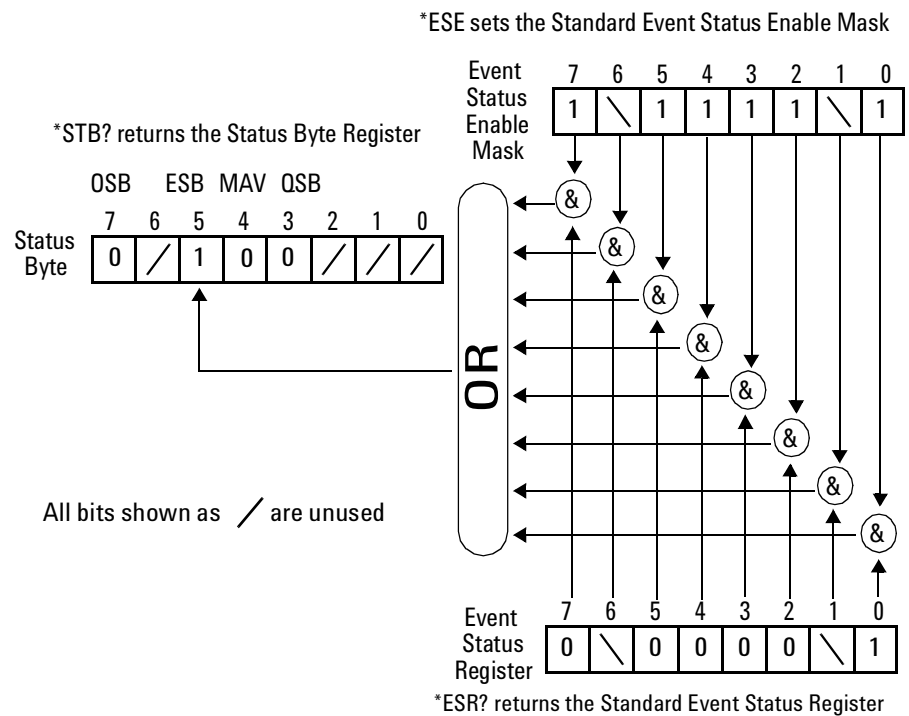 *ESE sets the Standard Event Status Enable Mask
Event Status Enable Mask
7 6 5 4 3 2 1 0
1 \ 1 1 1 1 \ 1
*STB? returns the Status Byte Register
OSB ESB MAV QSB
7 6 5 4 3 2 1 0
Status Byte
0 / 1 0 0 / / /
& & & & & & & &
OR
All bits shown as / are unused
7 6 5 4 3 2 1 0
Event Status Register
0 \ 0 0 0 0 \ 1
*ESR? returns the Standard Event Status Register